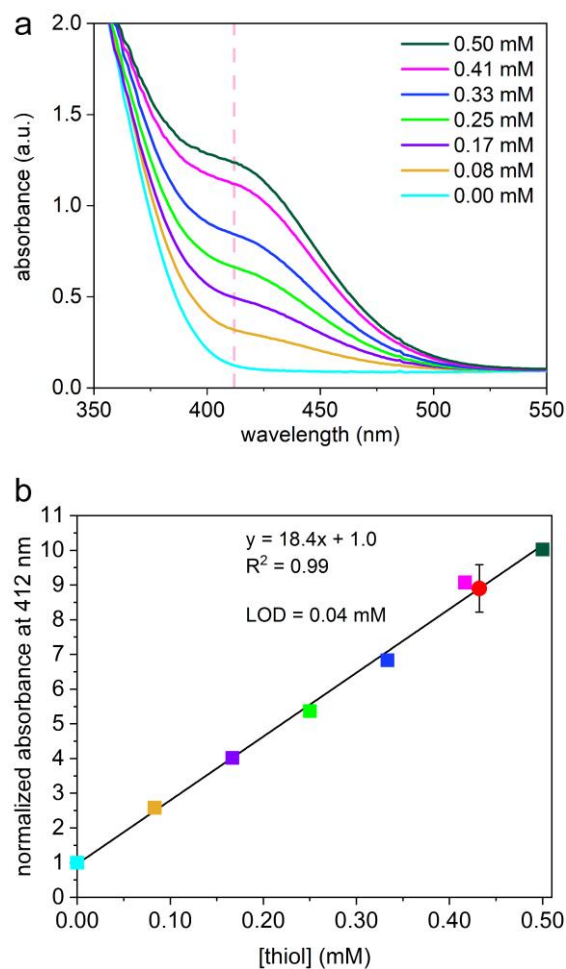 a
absorbance (a.u.)
2.0
1.5
1.0
0.5
0.0
0.50 mM
0.41 mM
0.33 mM
0.25 mM
0.17 mM
0.08 mM
0.00 mM
350 400 450 500 550
wavelength (nm)
b
normalized absorbance at 412 nm
11
10
9
8
7
6
5
4
3
2
1
0
y = 18.4x + 1.0
R² = 0.99
LOD = 0.04 mM
0.00 0.10 0.20 0.30 0.40 0.50
[thiol] (mM)